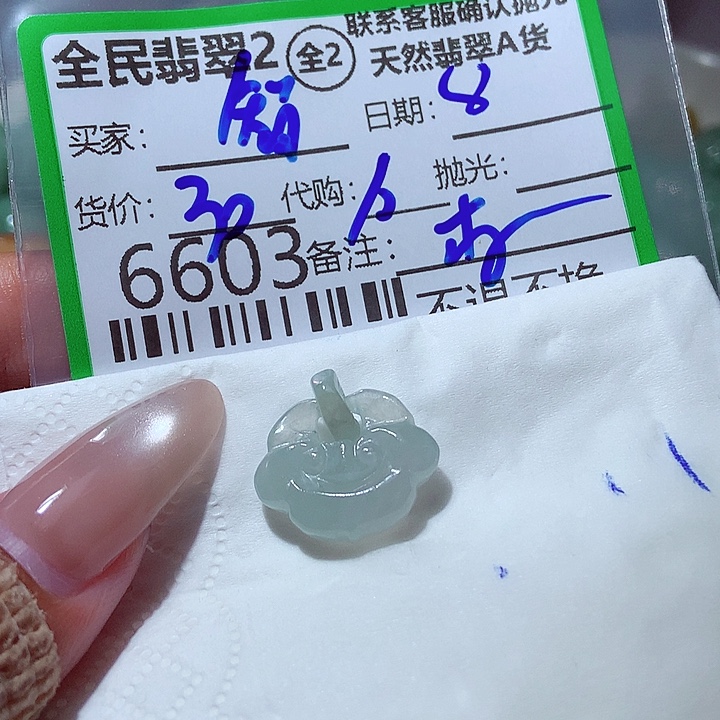 联系客服确认抛光
全民翡翠2 全2 天然翡翠A货
买家: 日期: 8
货价: 30 代购: 抛光:
6603 备注:
不退不换